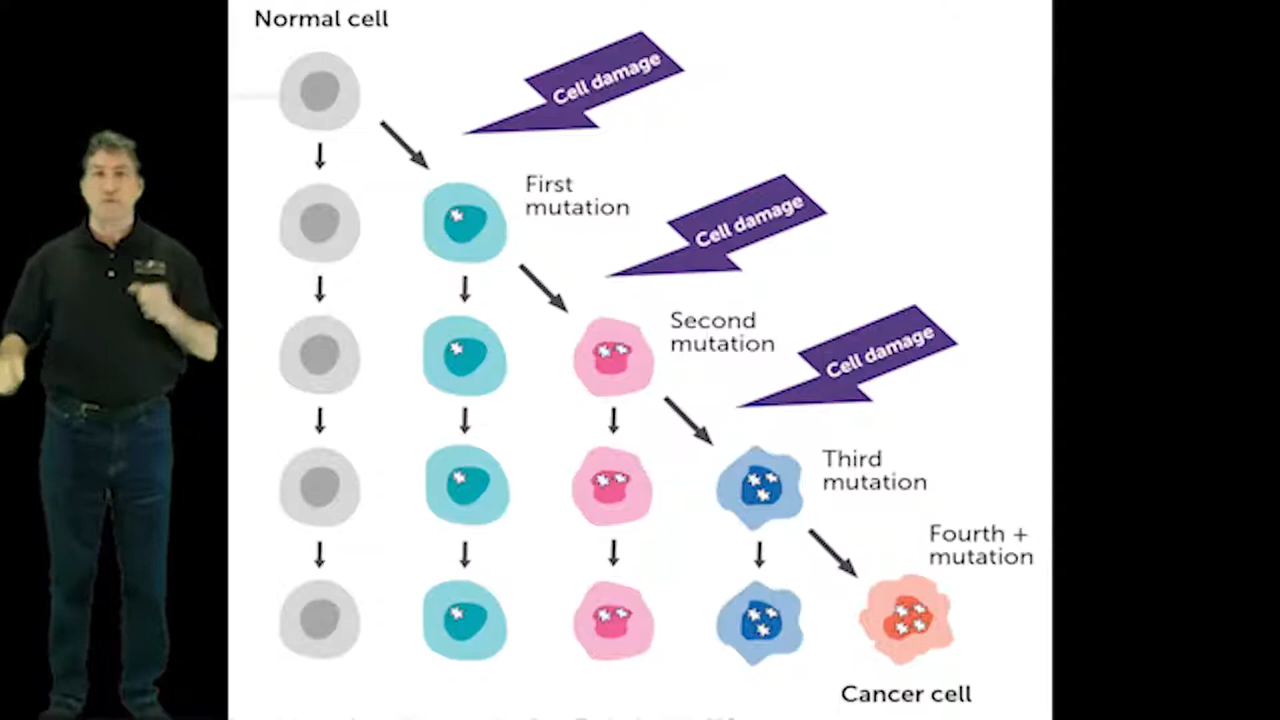 Normal cell
Cell damage
First
mutation
Cell damage
Second
mutation
Cell damage
Third
mutation
Fourth +
mutation
Cancer cell